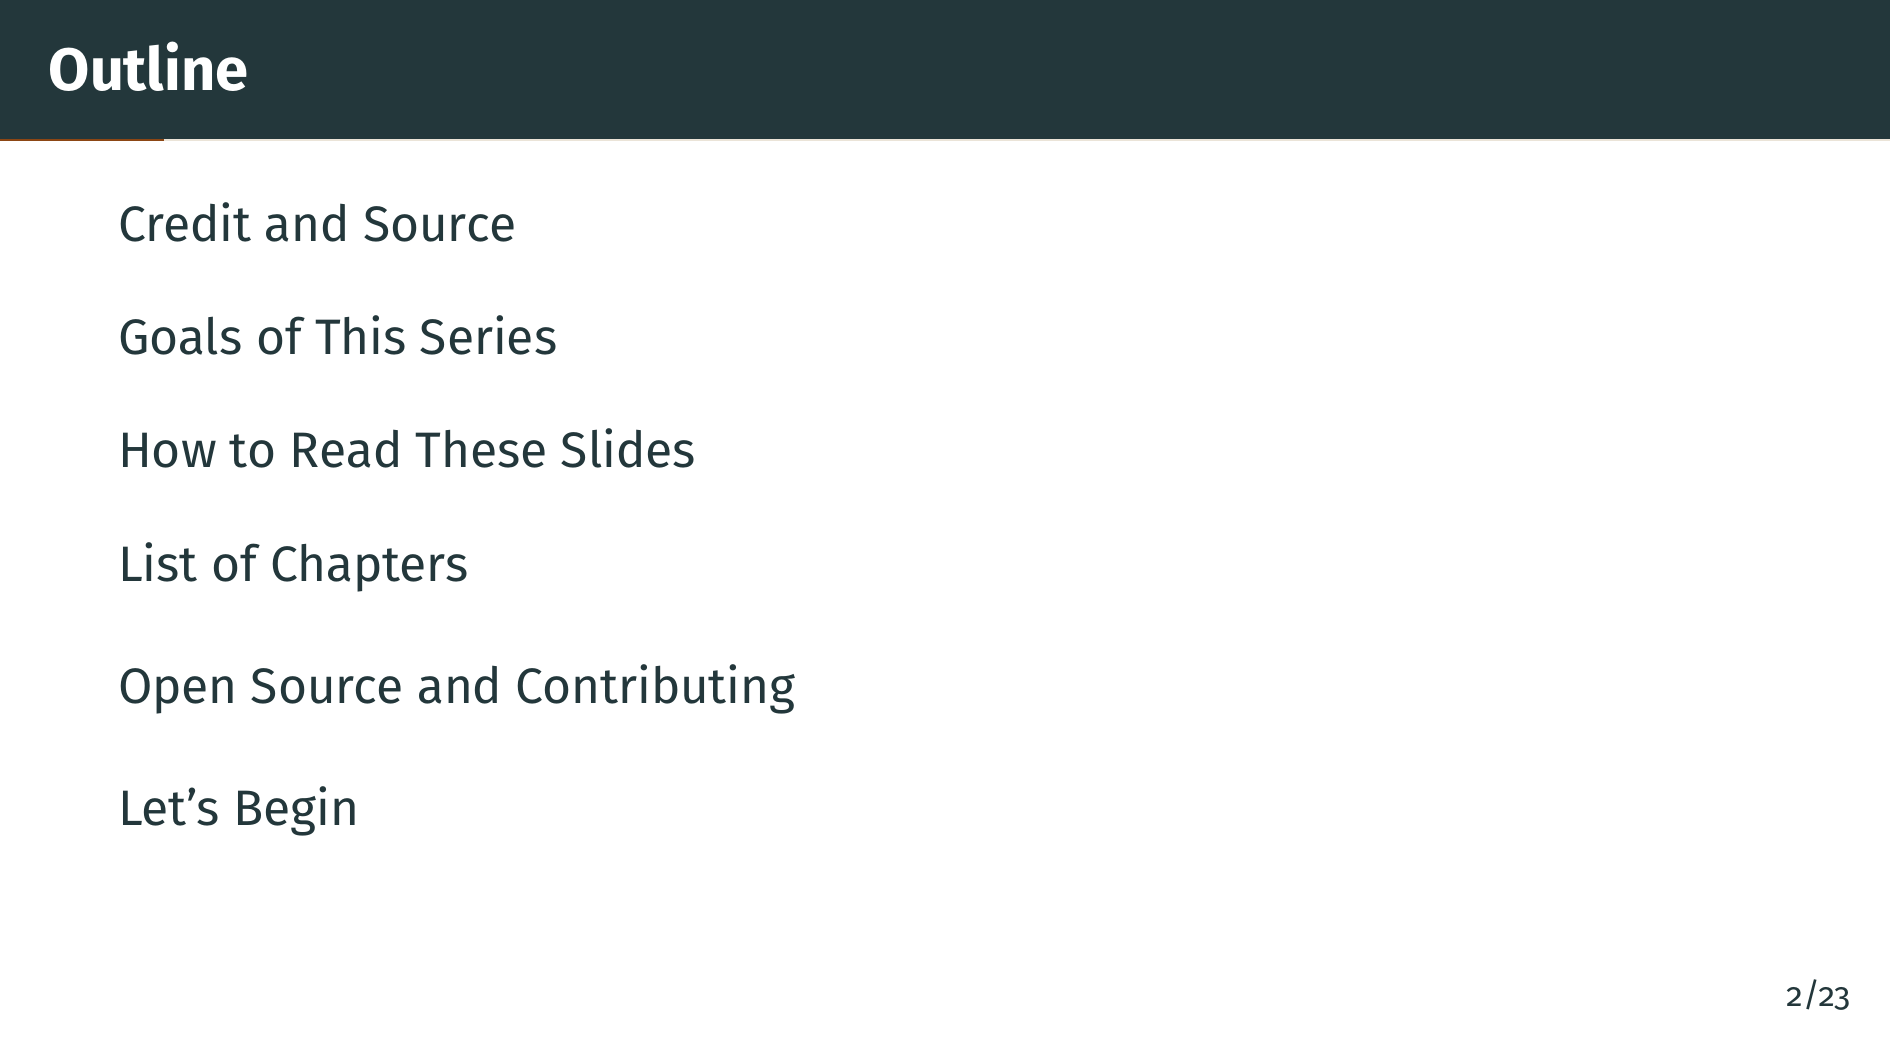 Outline
Credit and Source
Goals of This Series
How to Read These Slides
List of Chapters
Open Source and Contributing
Let’s Begin
2/23